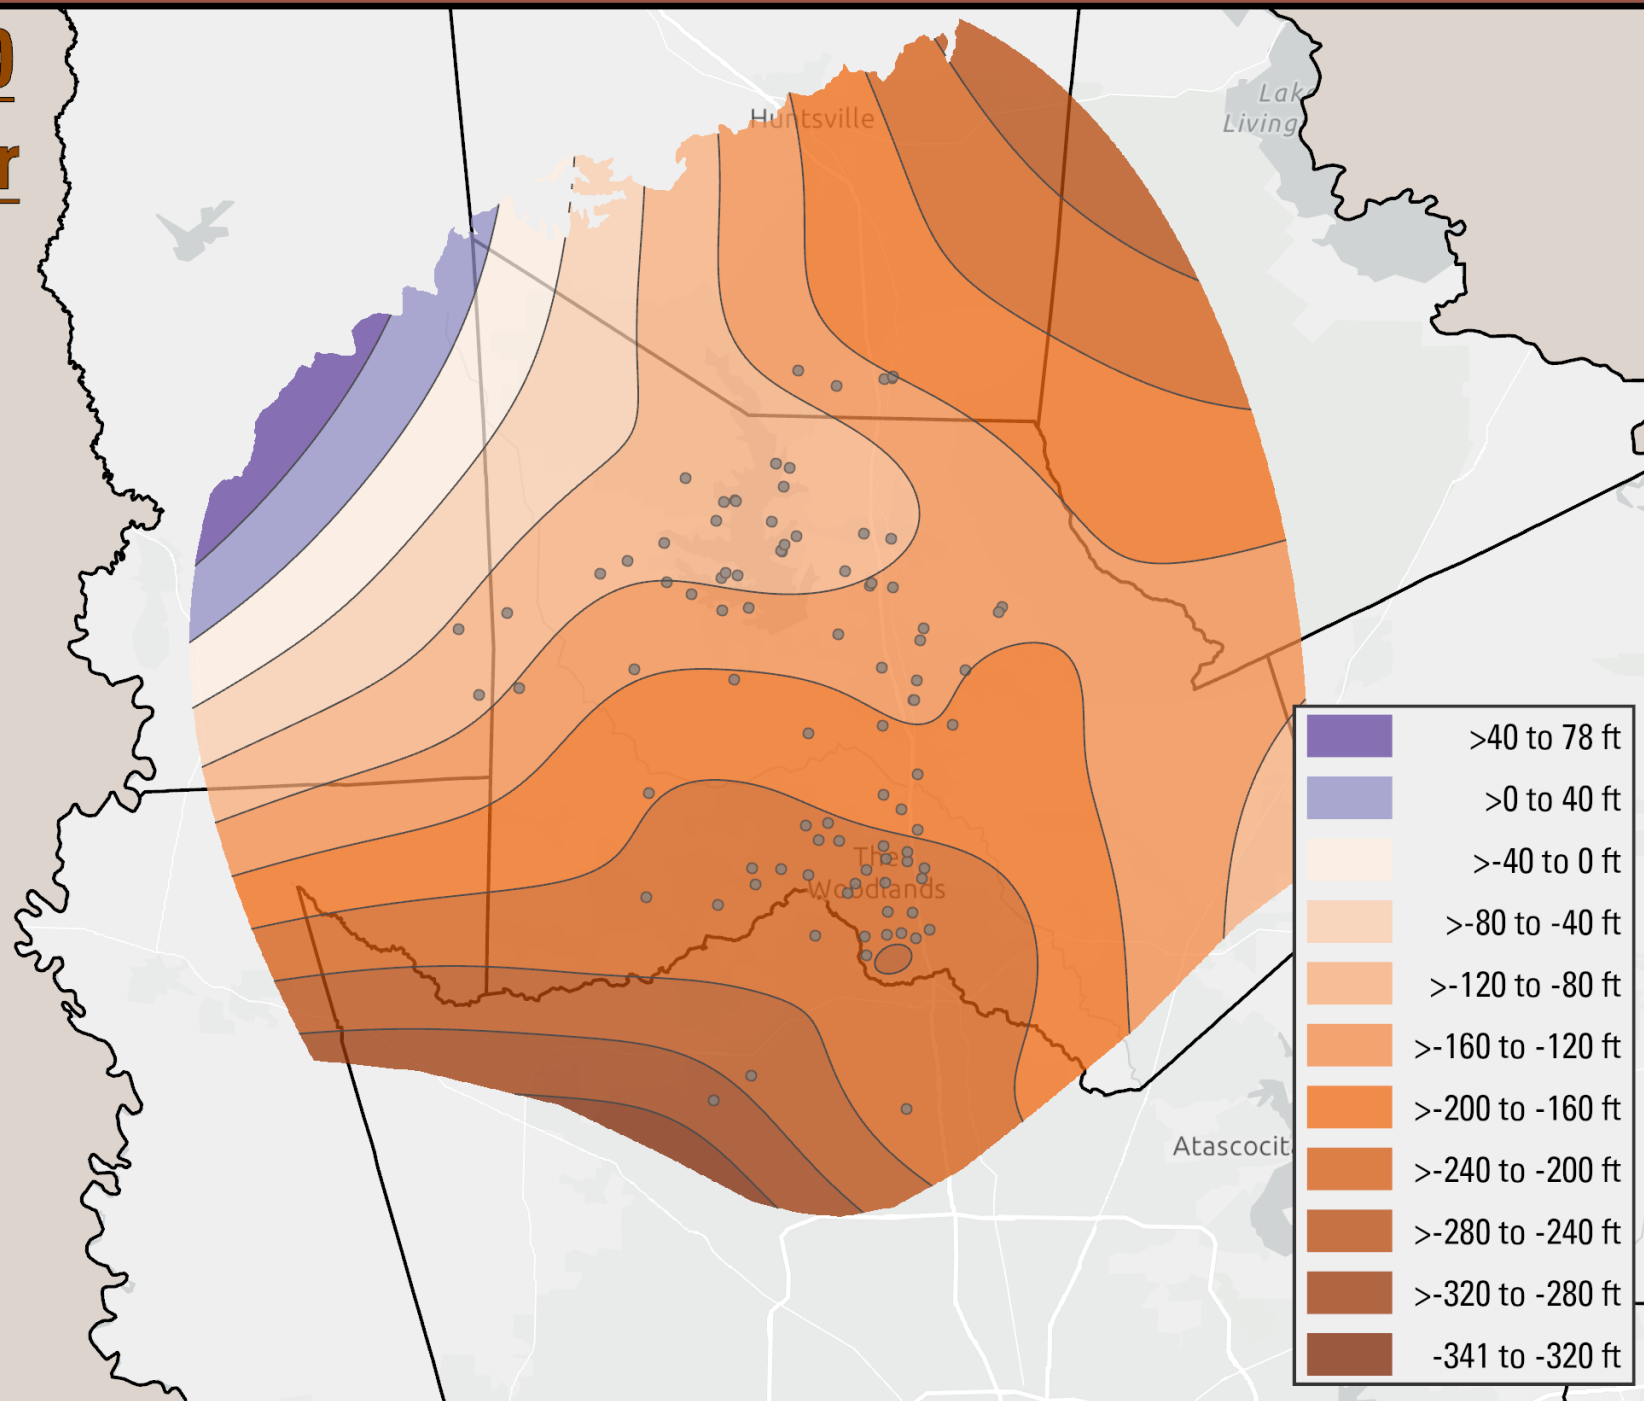 Huntsville
Lake
Living
The
Woodlands
Atascocit
>40 to 78 ft
>0 to 40 ft
>-40 to 0 ft
>-80 to -40 ft
>-120 to -80 ft
>-160 to -120 ft
>-200 to -160 ft
>-240 to -200 ft
>-280 to -240 ft
>-320 to -280 ft
-341 to -320 ft